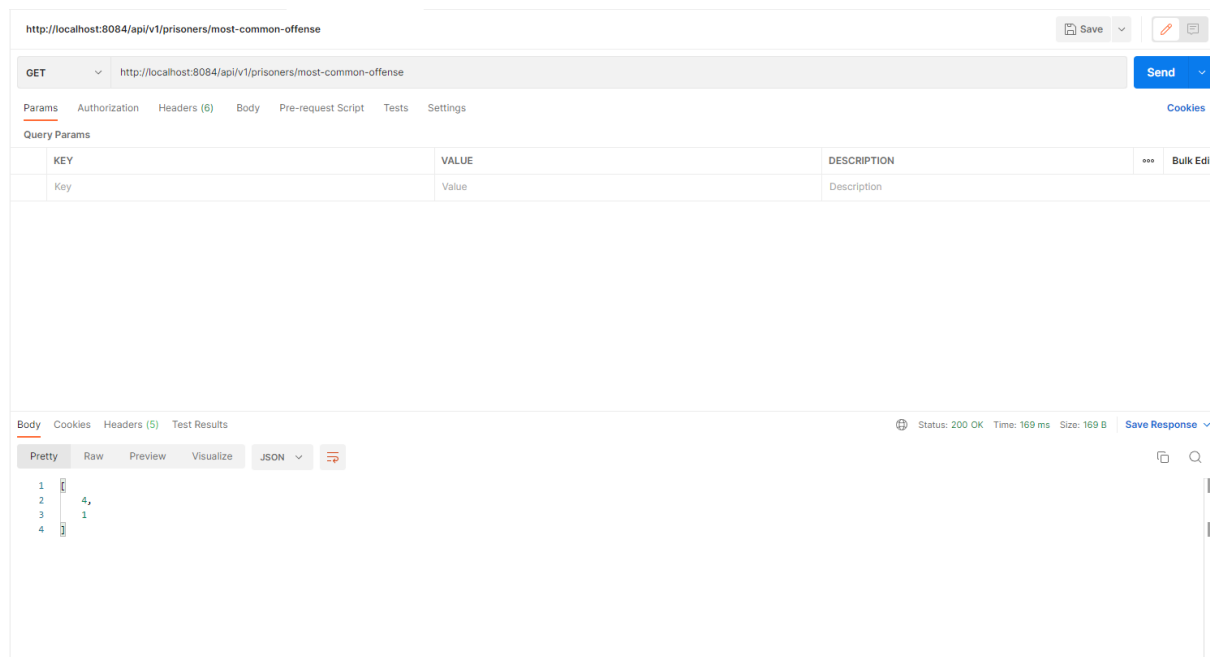 http://localhost:8084/api/v1/prisoners/most-common-offense Save
GET http://localhost:8084/api/v1/prisoners/most-common-offense Send
Params Authorization Headers (6) Body Pre-request Script Tests Settings Cookies
Query Params
KEY VALUE DESCRIPTION ooo Bulk Edi
Key Value Description
Body Cookies Headers (5) Test Results Status: 200 OK Time: 169 ms Size: 169 B Save Response
Pretty Raw Preview Visualize JSON
1 [
2 4,
3 1
4 ]